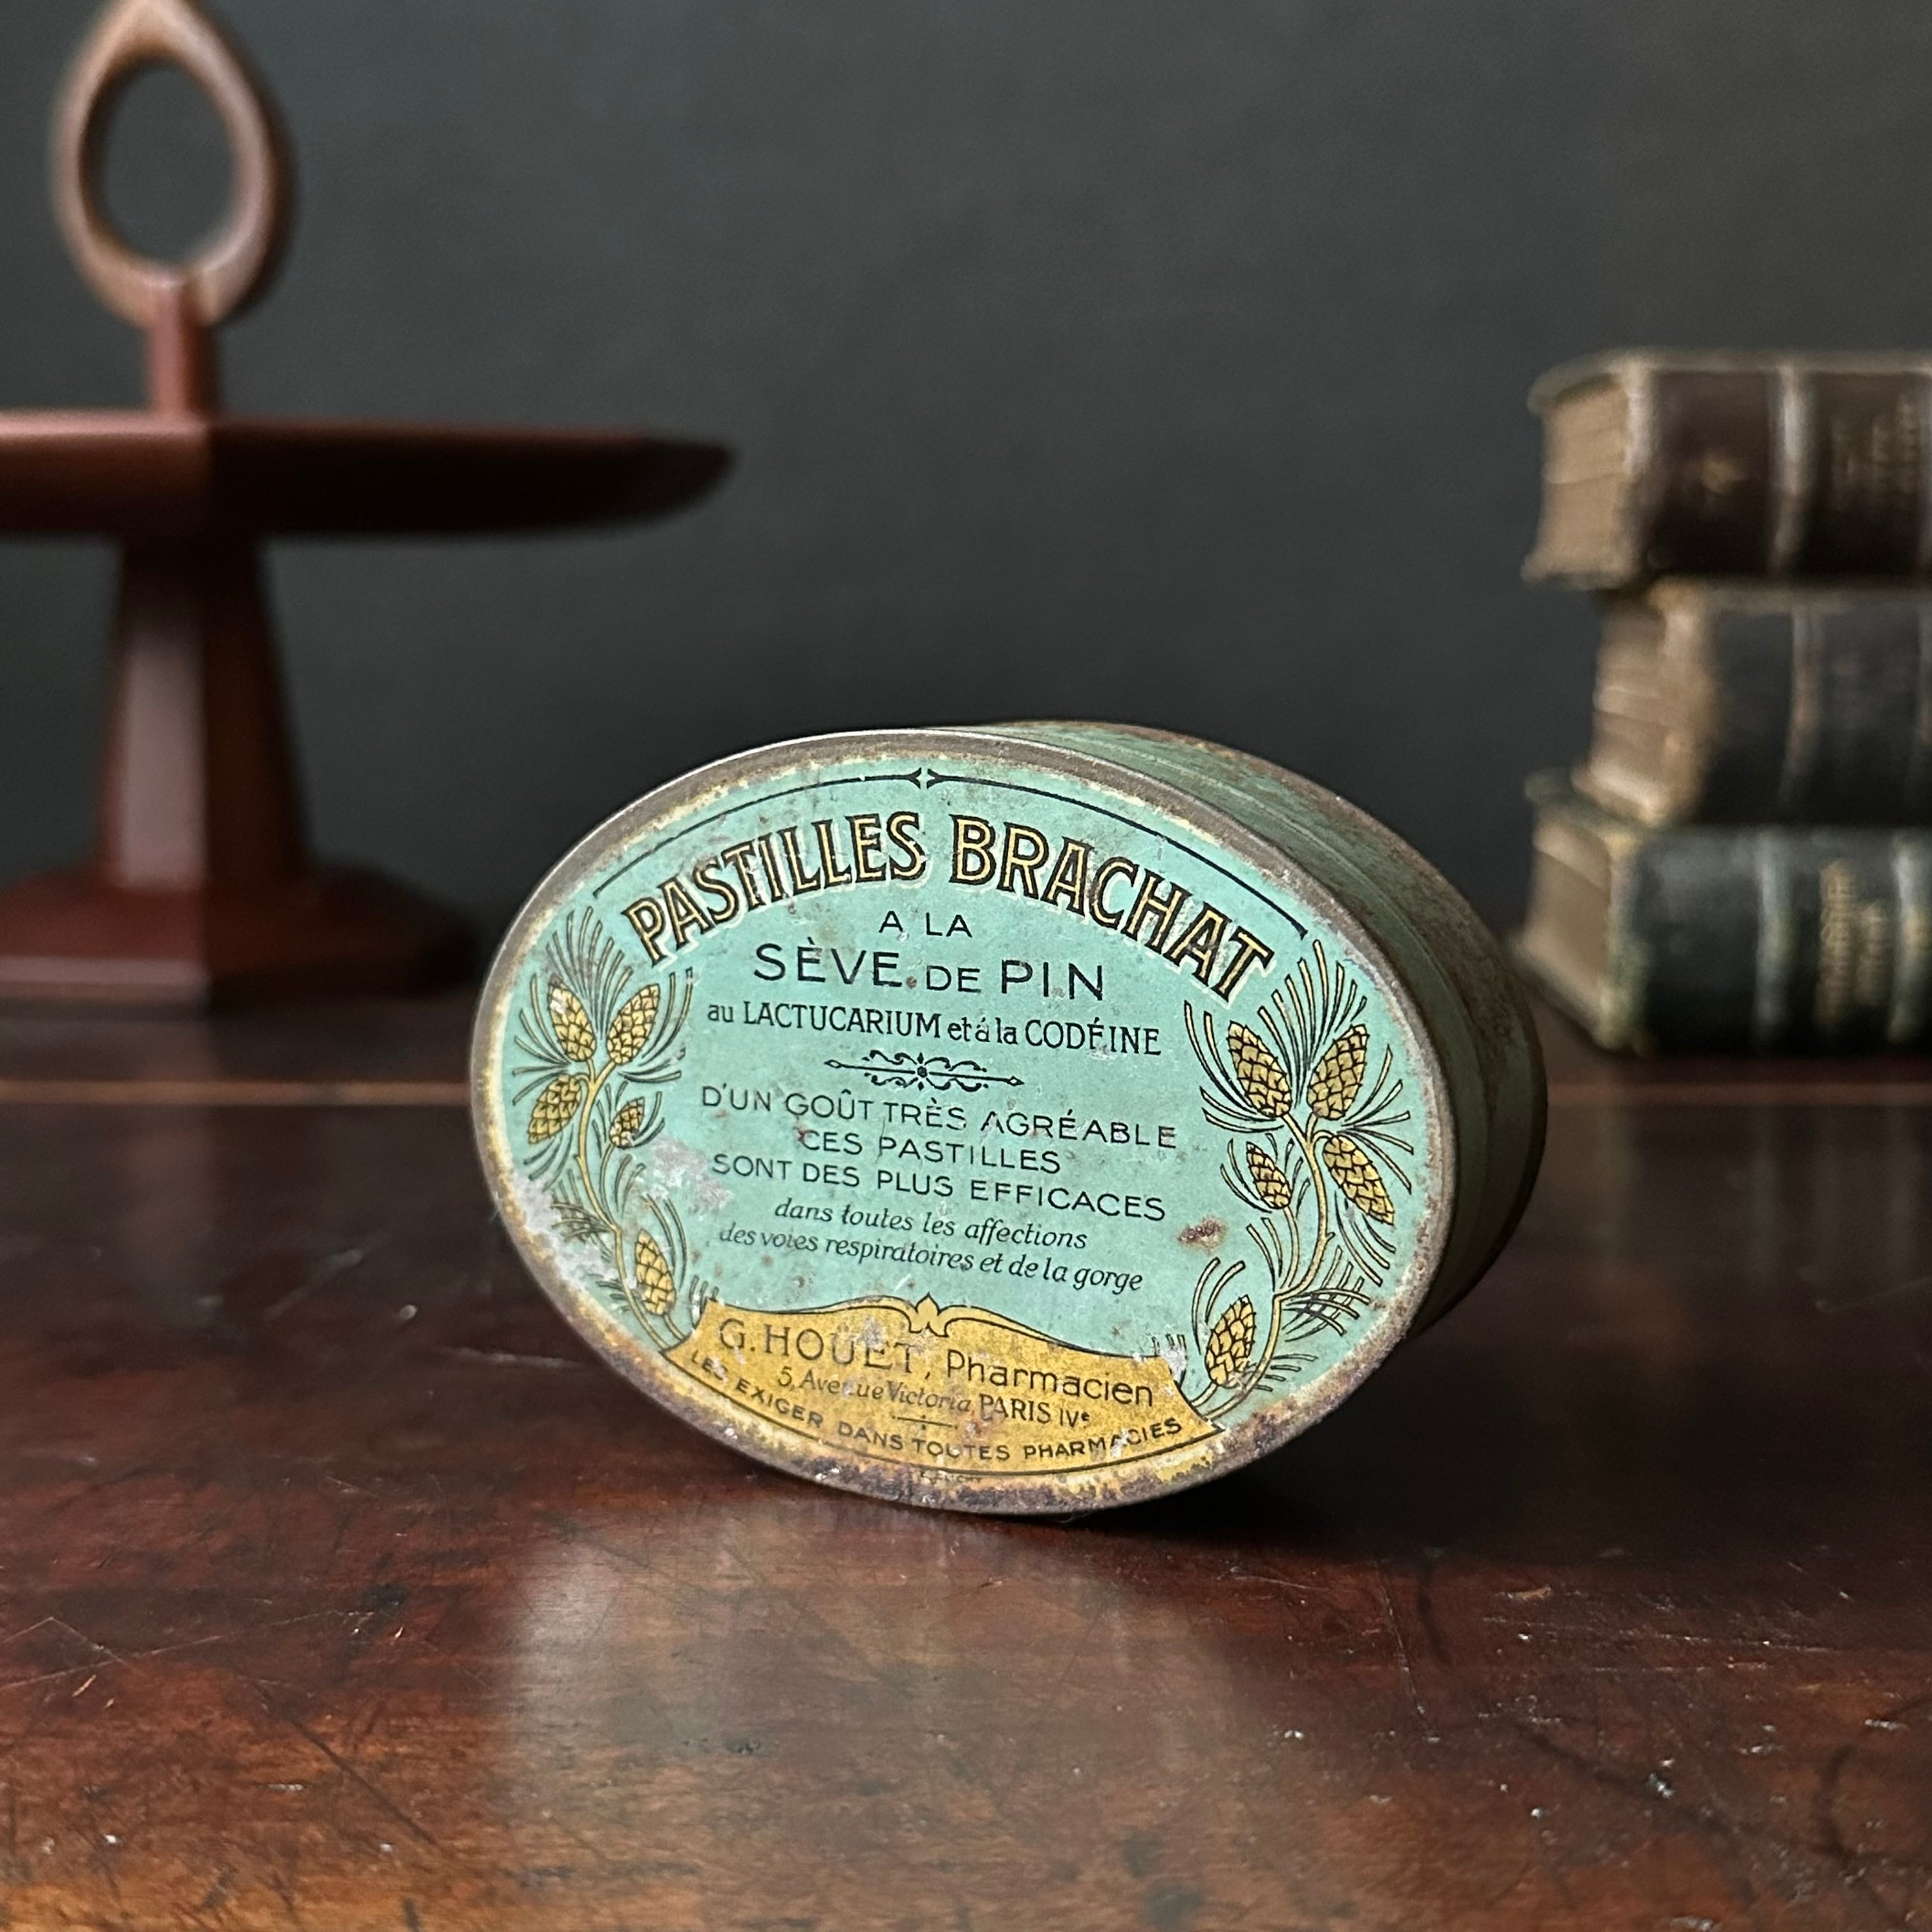 PASTILLES BRACHAT
A LA
SÈVE DE PIN
au LACTUCARIUM et à la CODÉINE
D'UN GOÛT TRÈS AGRÉABLE
CES PASTILLES
SONT DES PLUS EFFICACES
dans toutes les affections
des voies respiratoires et de la gorge
G. HOUET, Pharmacien
5, Avenue Victoria, PARIS IVe
LES EXIGER DANS TOUTES PHARMACIES